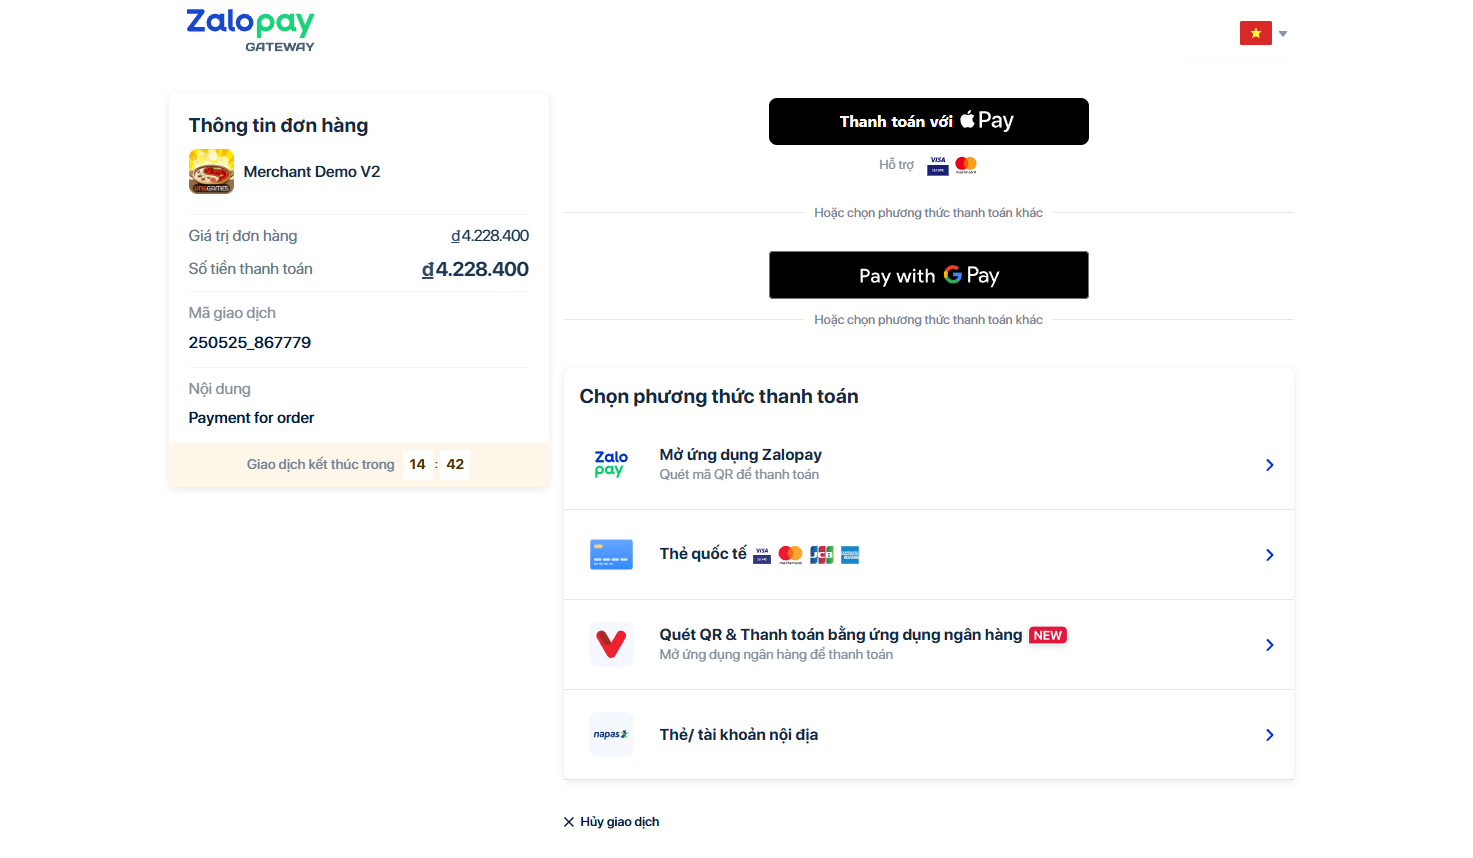 Zalopay
GATEWAY
Thông tin đơn hàng
VNGGAMES
Merchant Demo V2
Giá trị đơn hàng
₫4.228.400
Số tiền thanh toán
₫4.228.400
Mã giao dịch
250525_867779
Nội dung
Payment for order
Giao dịch kết thúc trong 14 : 42
Thanh toán với Pay
Hỗ trợ VISA
Hoặc chọn phương thức thanh toán khác
Pay with G Pay
Hoặc chọn phương thức thanh toán khác
Chọn phương thức thanh toán
Zalo
pay
Mở ứng dụng Zalopay
Quét mã QR để thanh toán
Thẻ quốc tế VISA JCB
Quét QR & Thanh toán bằng ứng dụng ngân hàng NEW
Mở ứng dụng ngân hàng để thanh toán
napas
Thẻ/ tài khoản nội địa
Hủy giao dịch